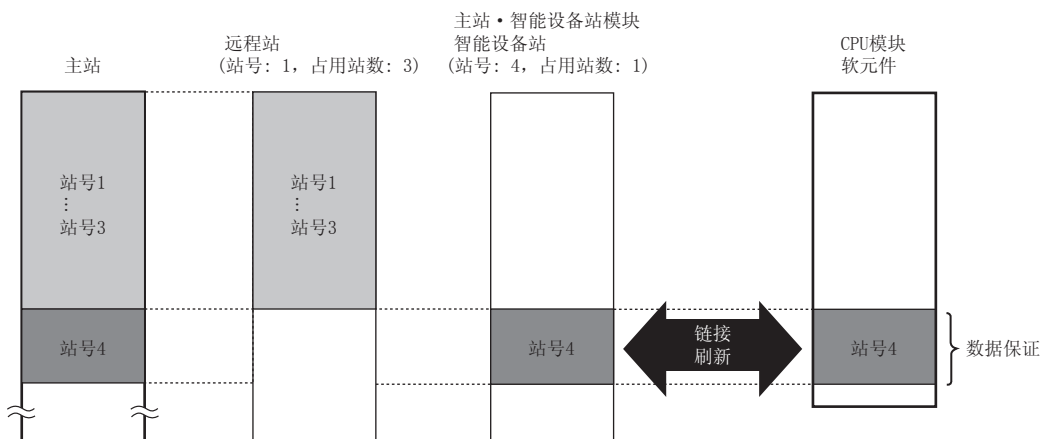 主站
远程站
(站号: 1，占用站数: 3)
主站·智能设备站模块
智能设备站
(站号: 4，占用站数: 1)
CPU模块
软元件
站号1
⋮
站号3
站号1
⋮
站号3
站号4
站号4
链接
刷新
站号4
数据保证